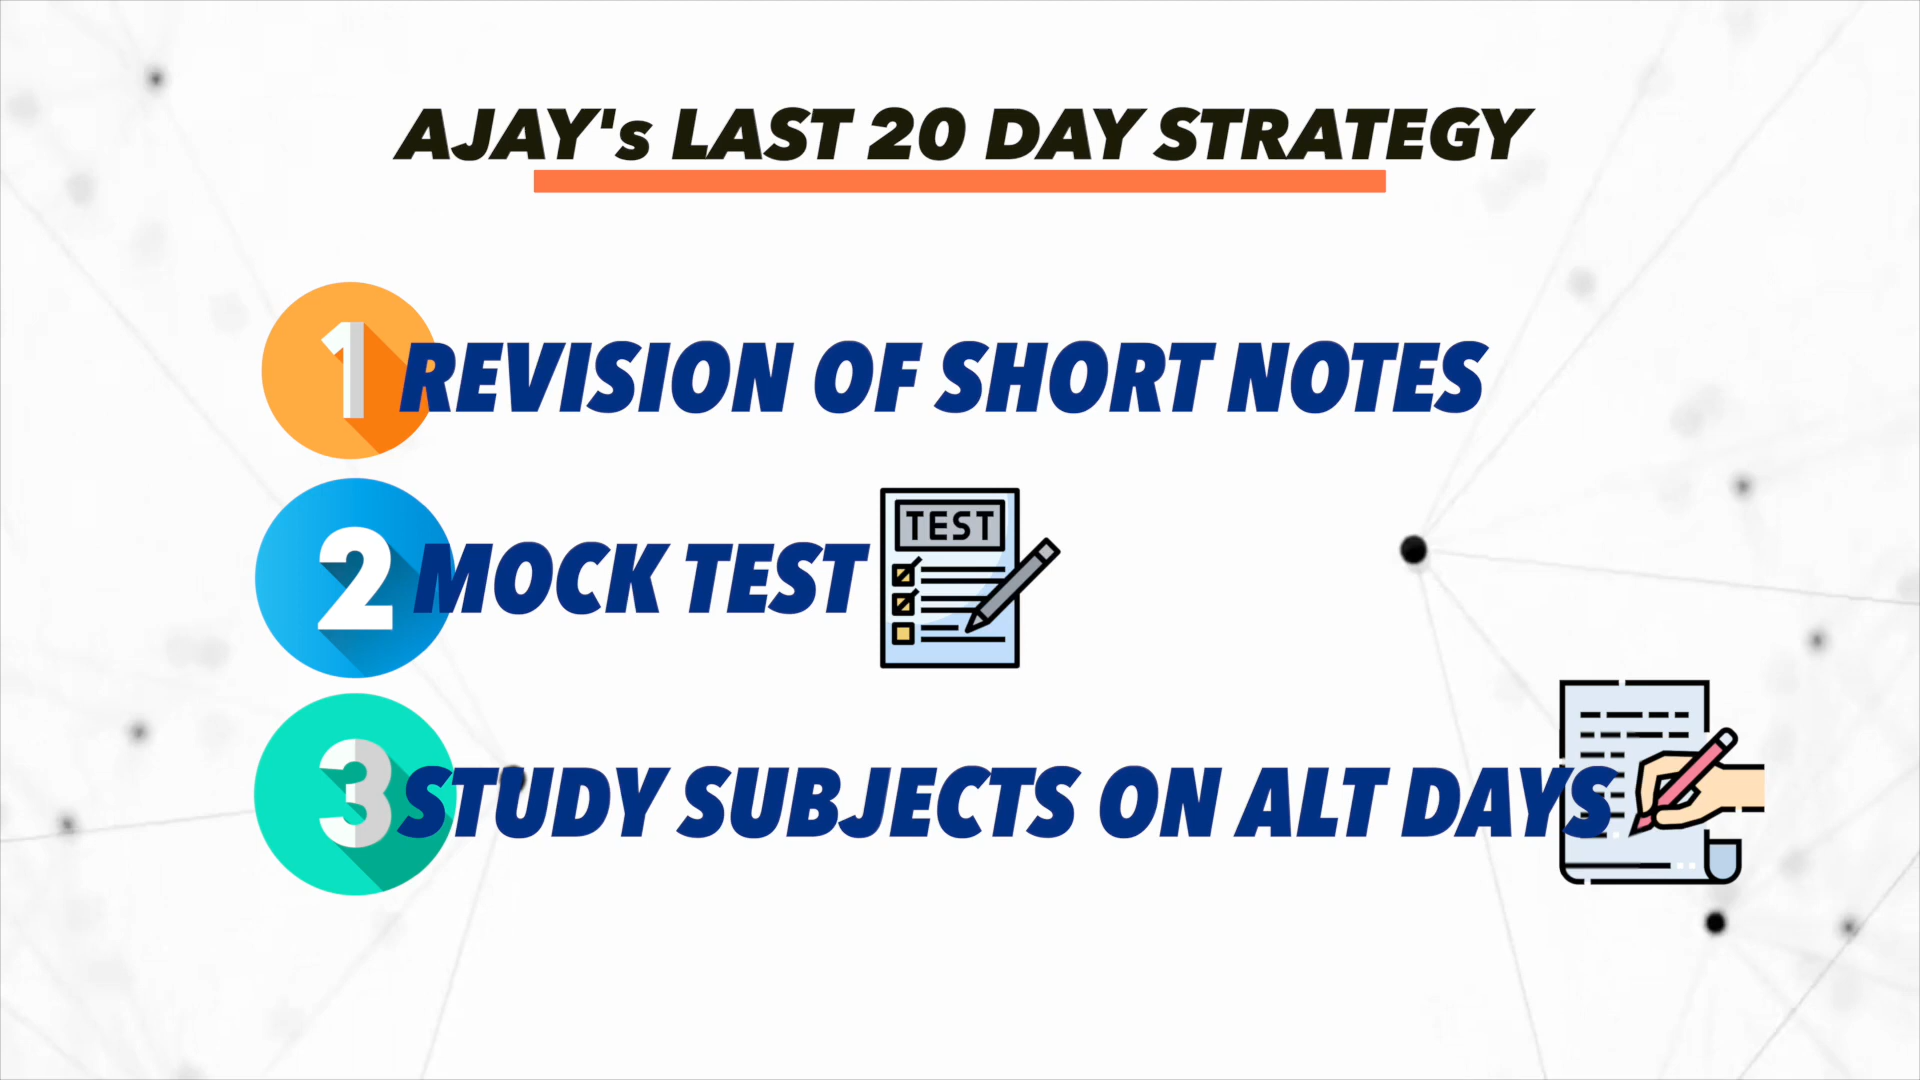 AJAY's LAST 20 DAY STRATEGY
1 REVISION OF SHORT NOTES
2 MOCK TEST
TEST
3 STUDY SUBJECTS ON ALT DAYS